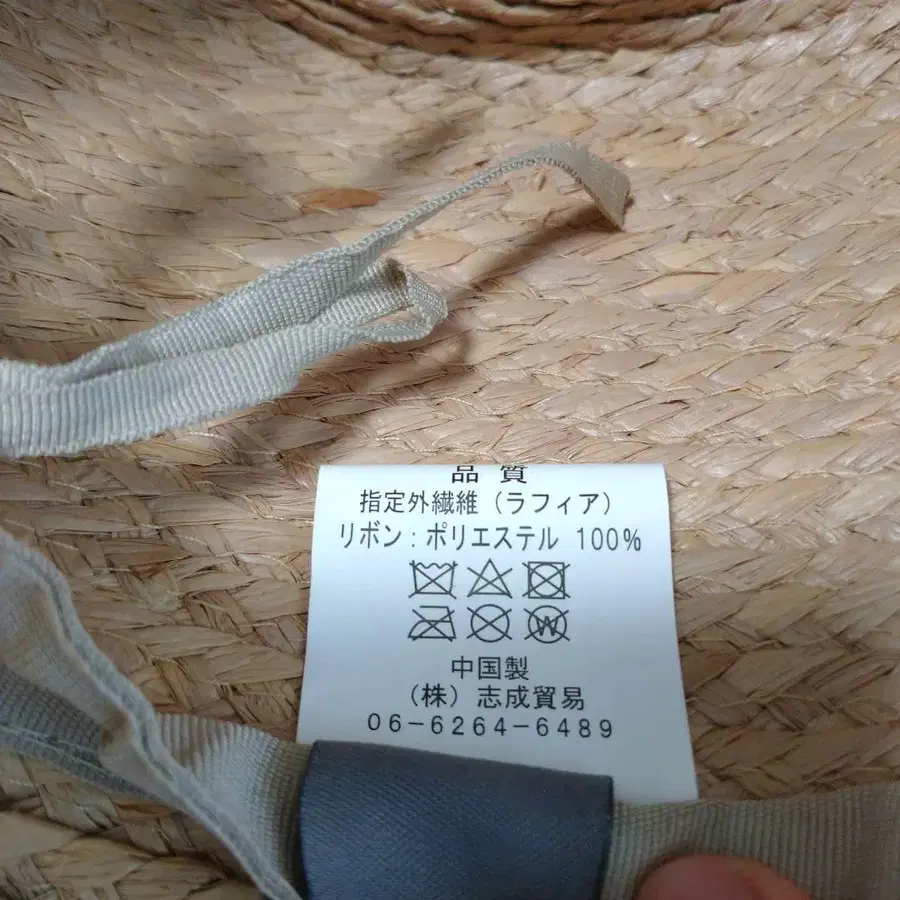 品質
指定外繊維（ラフィア）
リボン：ポリエステル 100%
中国製
（株）志成貿易
06-6264-6489